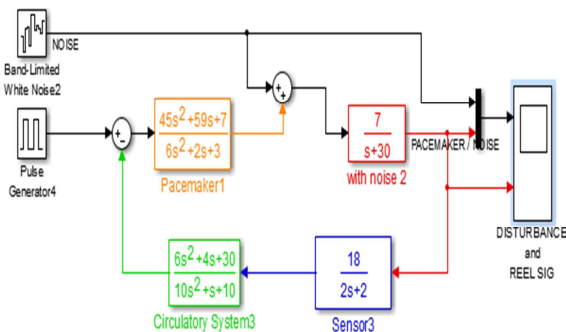 NOISE
Band-Limited
White Noise2
Pulse
Generator4
+
-
45s²+59s+7
6s²+2s+3
Pacemaker1
+
+
7
s+30
with noise 2
PACEMAKER / NOISE
DISTURBANCE
and
REEL SIG
6s²+4s+30
10s²+s+10
Circulatory System3
18
2s+2
Sensor3